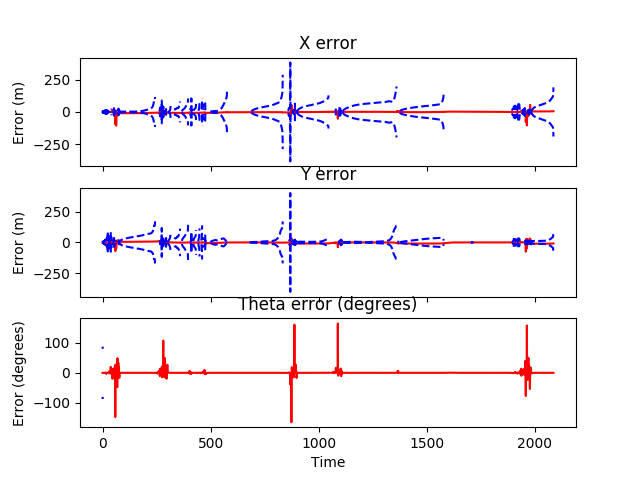 X error
250
0
−250
Error (m)
Y error
250
0
−250
Error (m)
Theta error (degrees)
100
0
−100
Error (degrees)
0 500 1000 1500 2000
Time